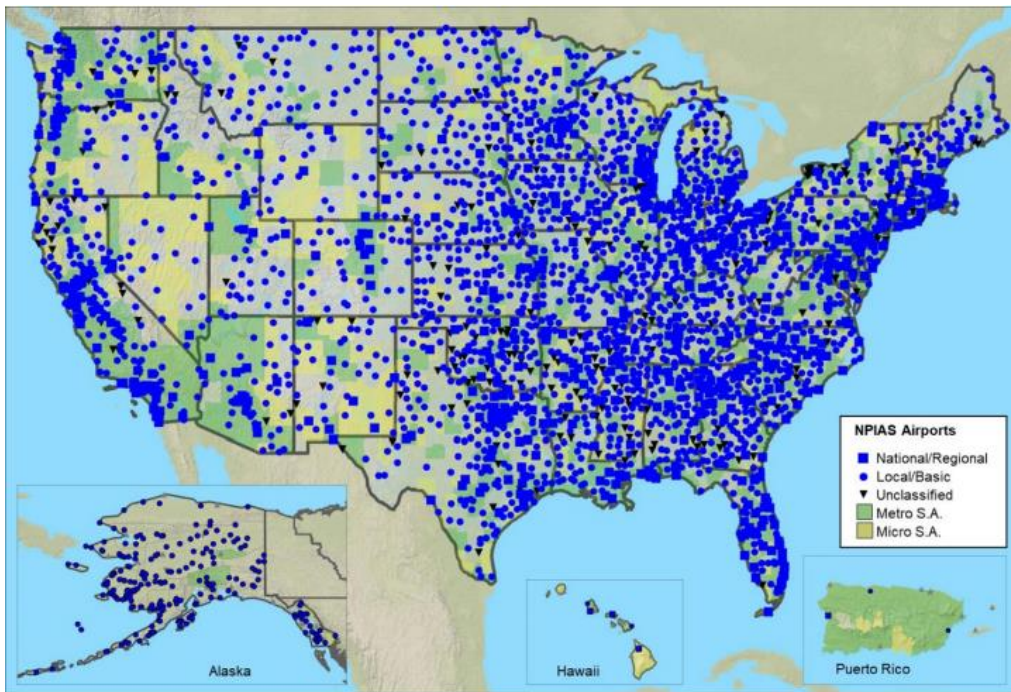 NPIAS Airports
National/Regional
Local/Basic
Unclassified
Metro S.A.
Micro S.A.
Alaska
Hawaii
Puerto Rico